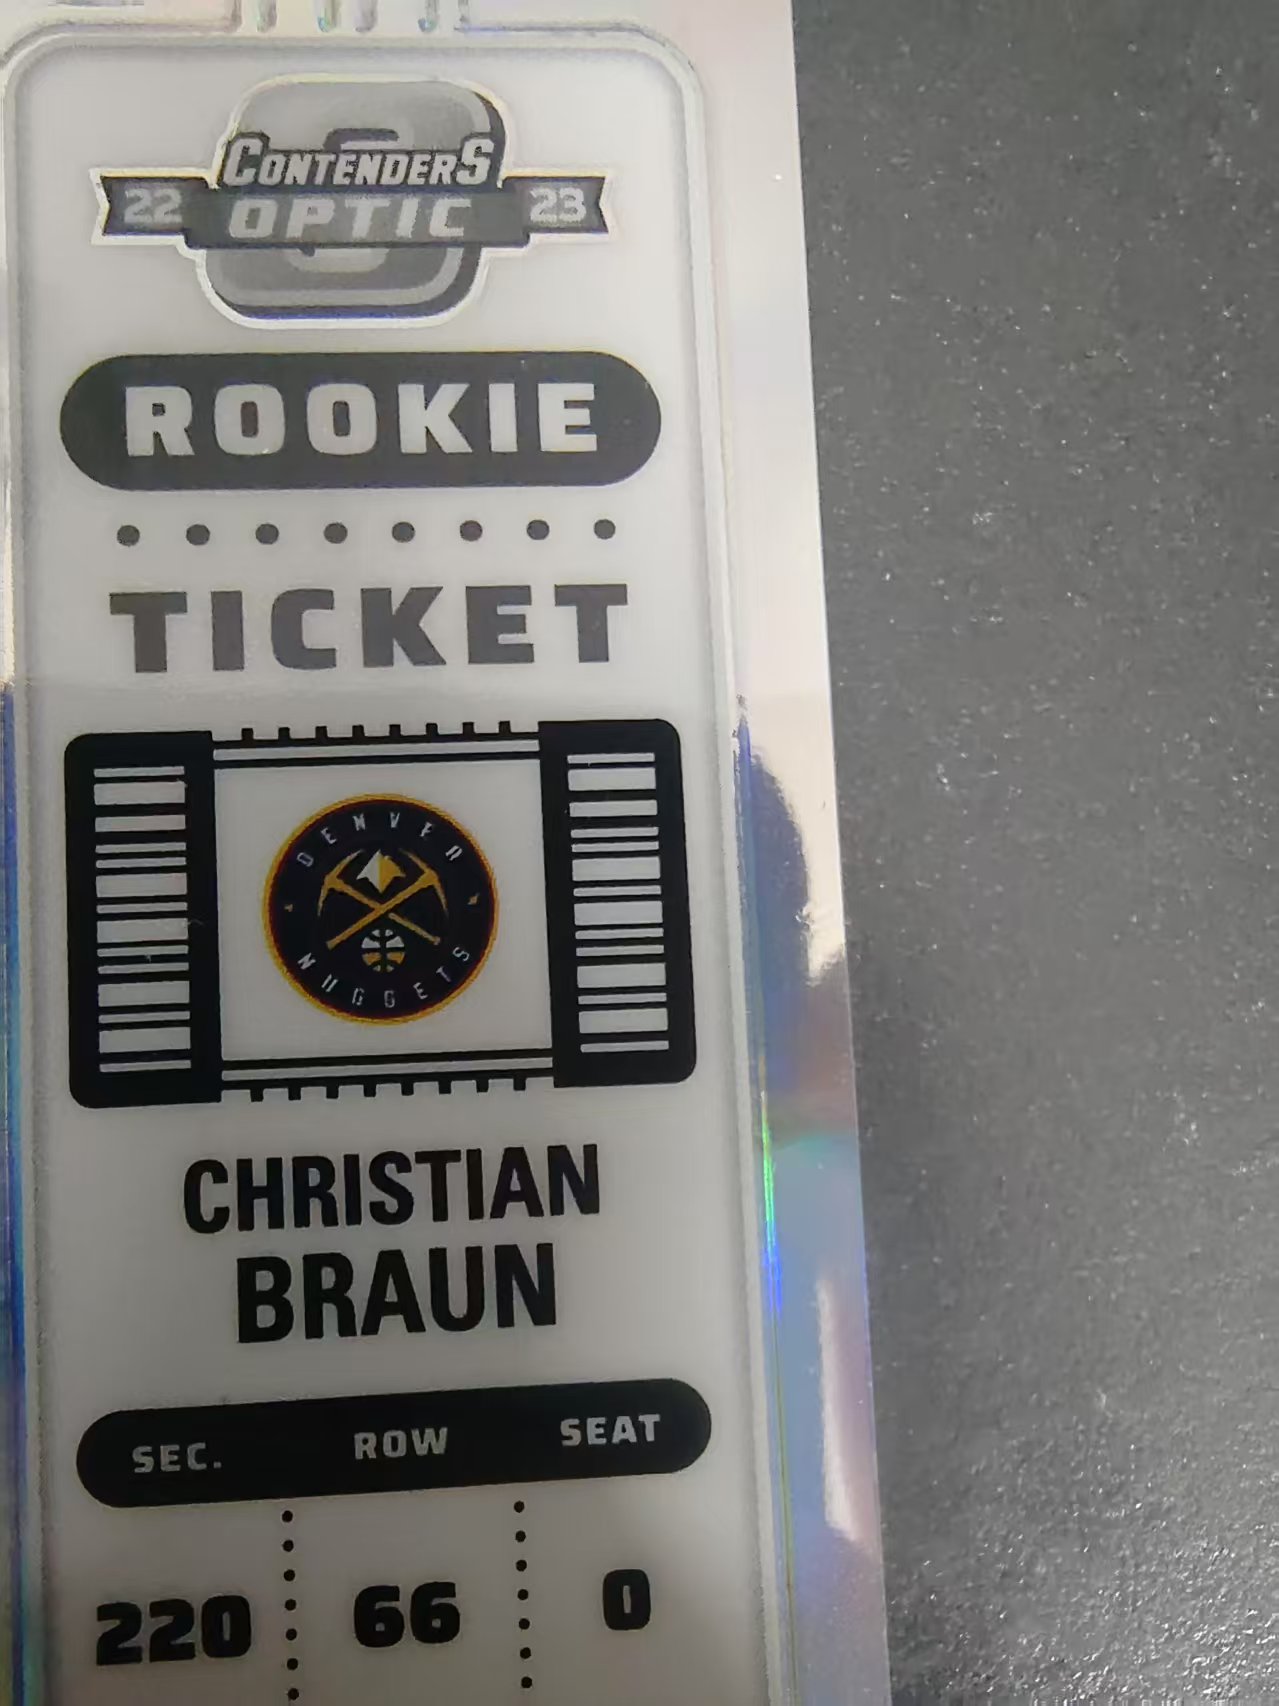 CONTENDERS
22 OPTIC 23
ROOKIE
TICKET
DENVER
NUGGETS
CHRISTIAN
BRAUN
SEC. ROW SEAT
220 66 0